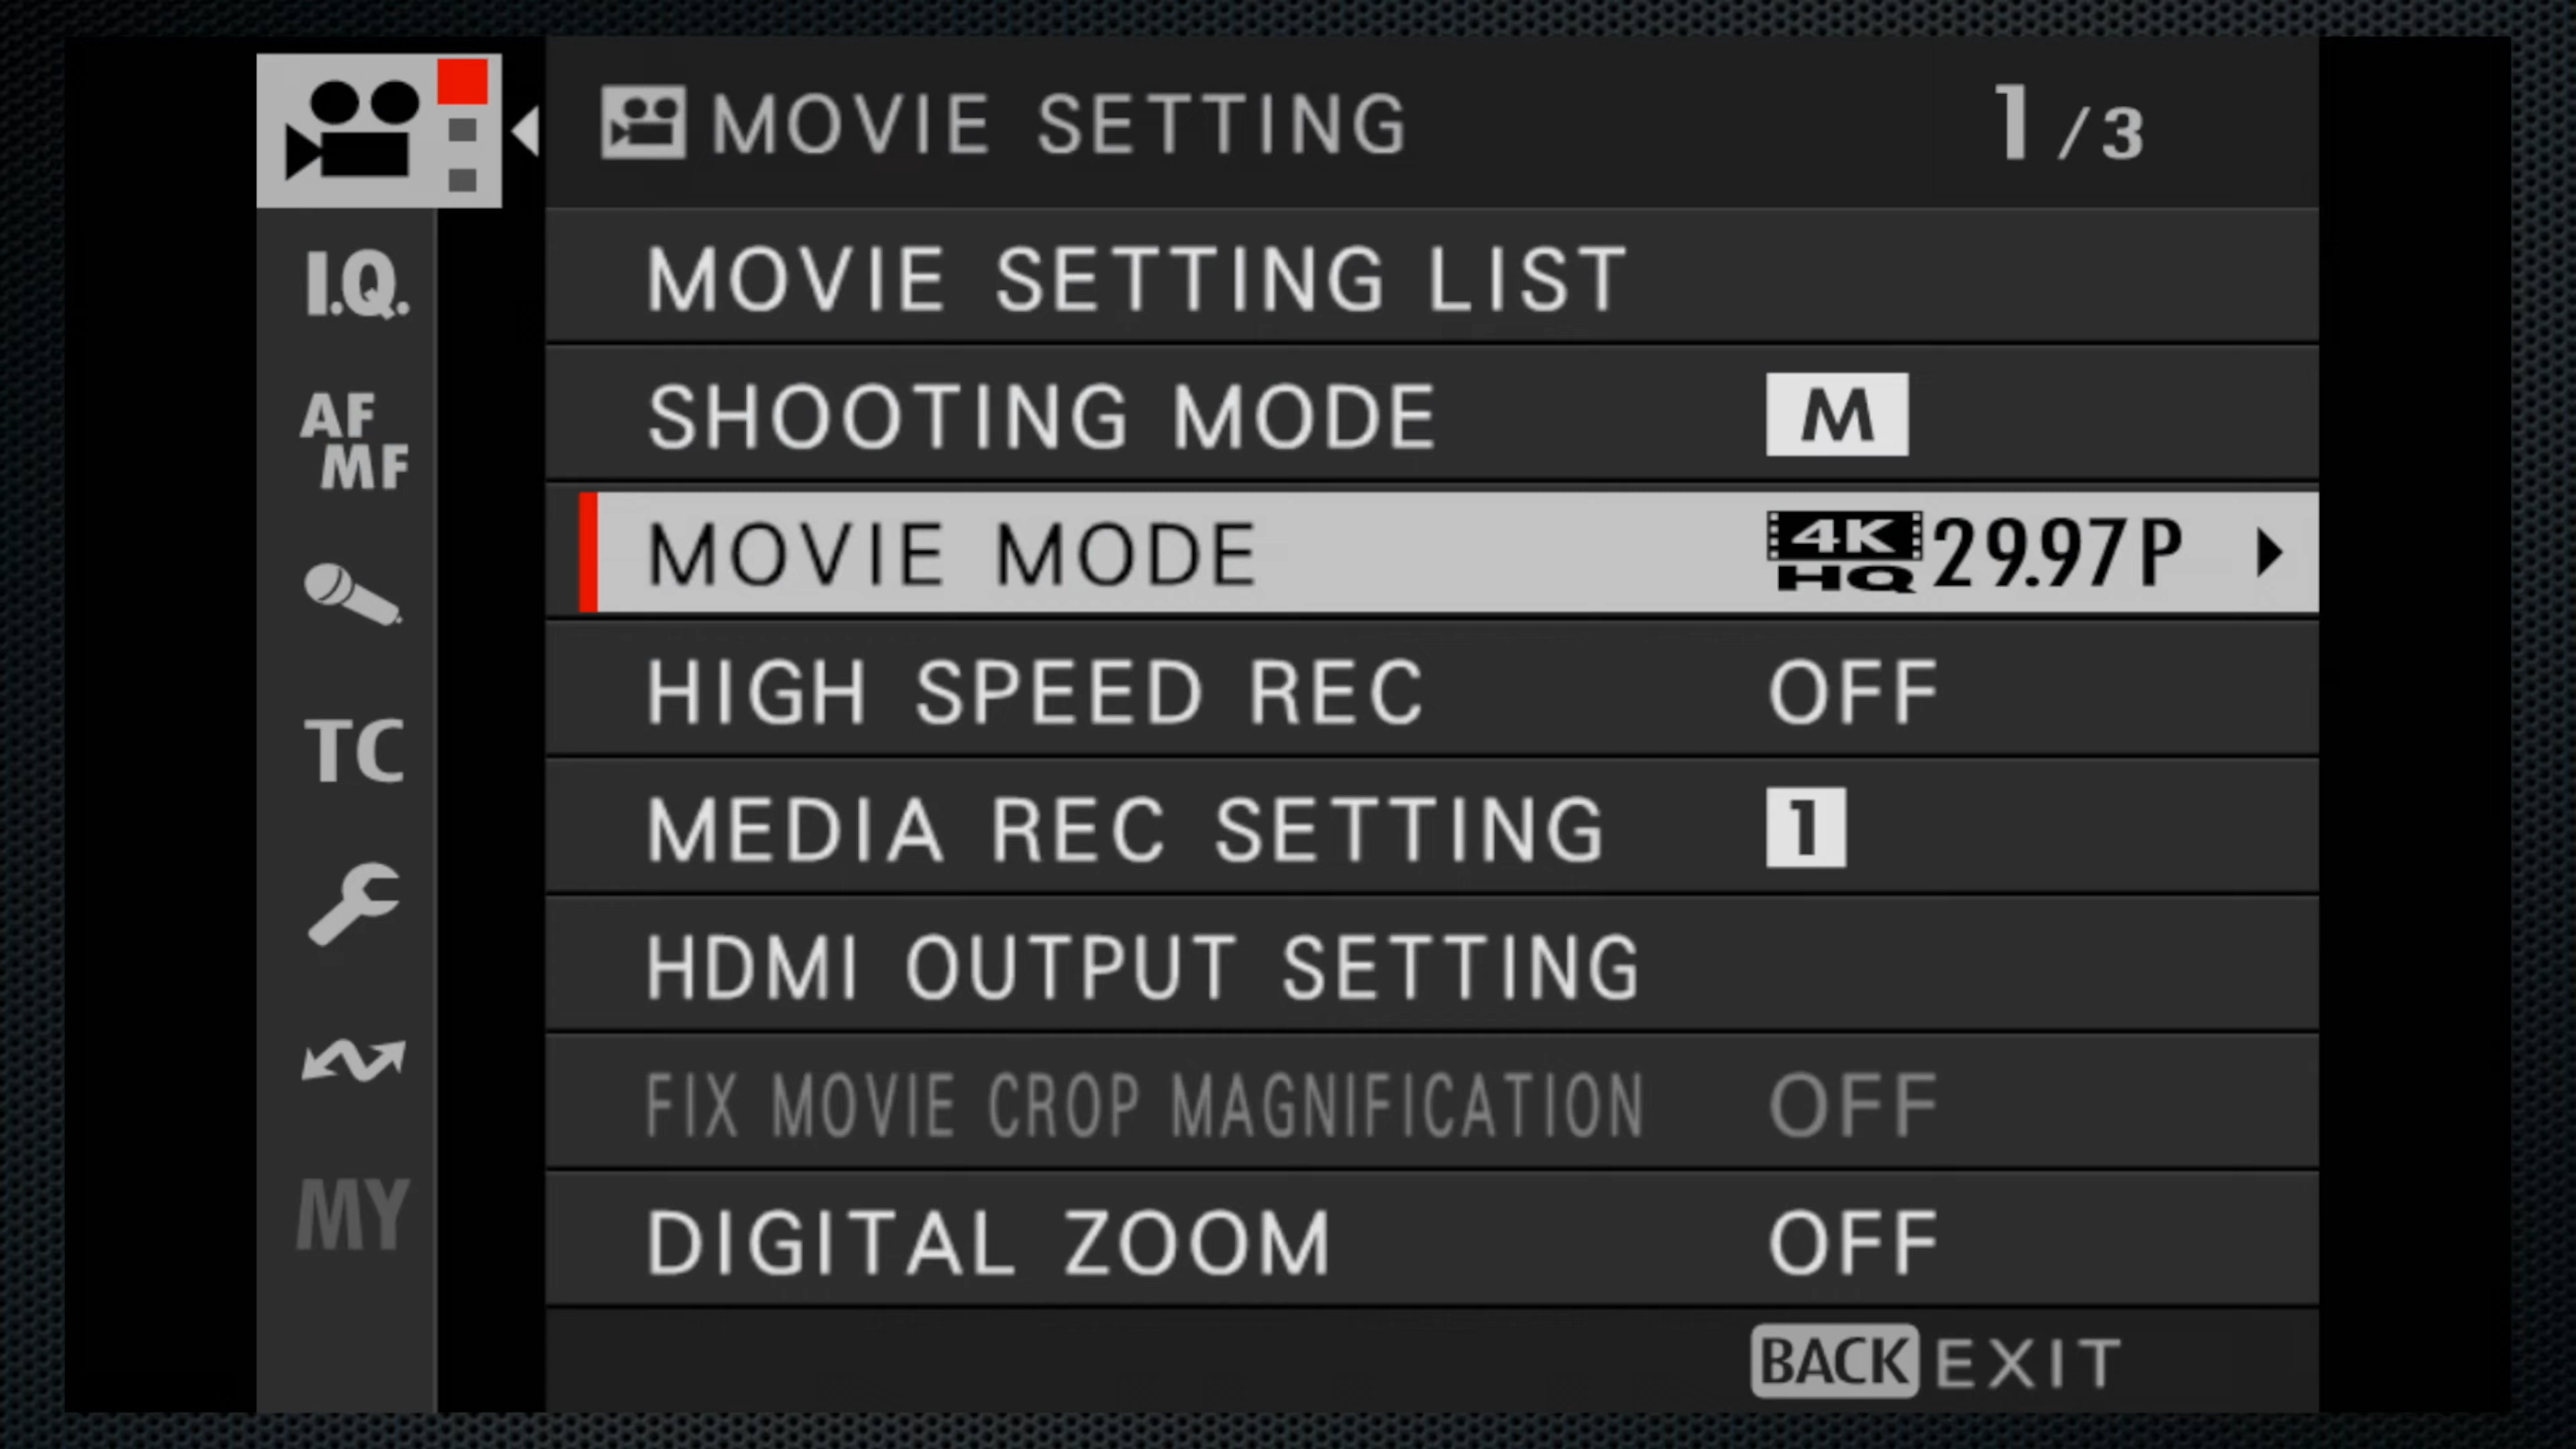 MOVIE SETTING 1/3
I.Q.
AF
MF
TC
MY
MOVIE SETTING LIST
SHOOTING MODE M
MOVIE MODE 4K HQ 29.97P
HIGH SPEED REC OFF
MEDIA REC SETTING 1
HDMI OUTPUT SETTING
FIX MOVIE CROP MAGNIFICATION OFF
DIGITAL ZOOM OFF
BACK EXIT